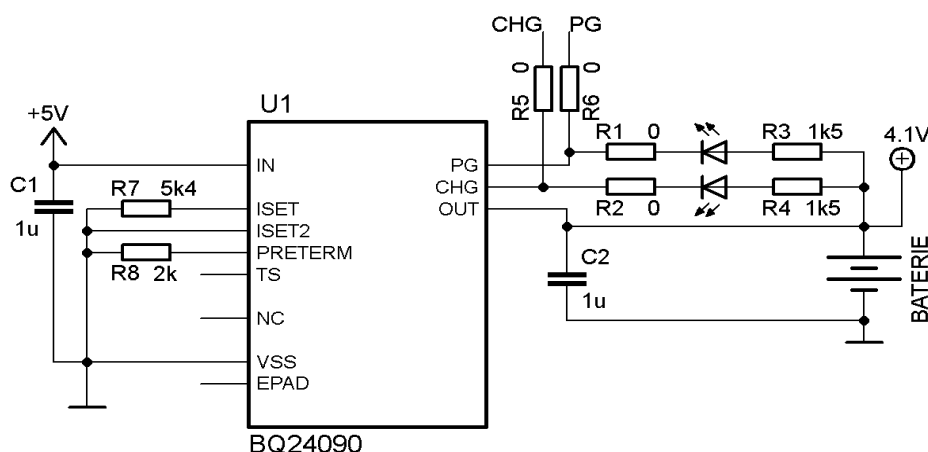 CHG PG
0 0
R5 R6
U1
+5V
R1 0 R3 1k5
4.1V
IN
PG
C1
1u
R7 5k4
ISET
CHG
R2 0 R4 1k5
ISET2
OUT
R8 2k
PRETERM
TS
C2
1u
BATERIE
NC
VSS
EPAD
BQ24090